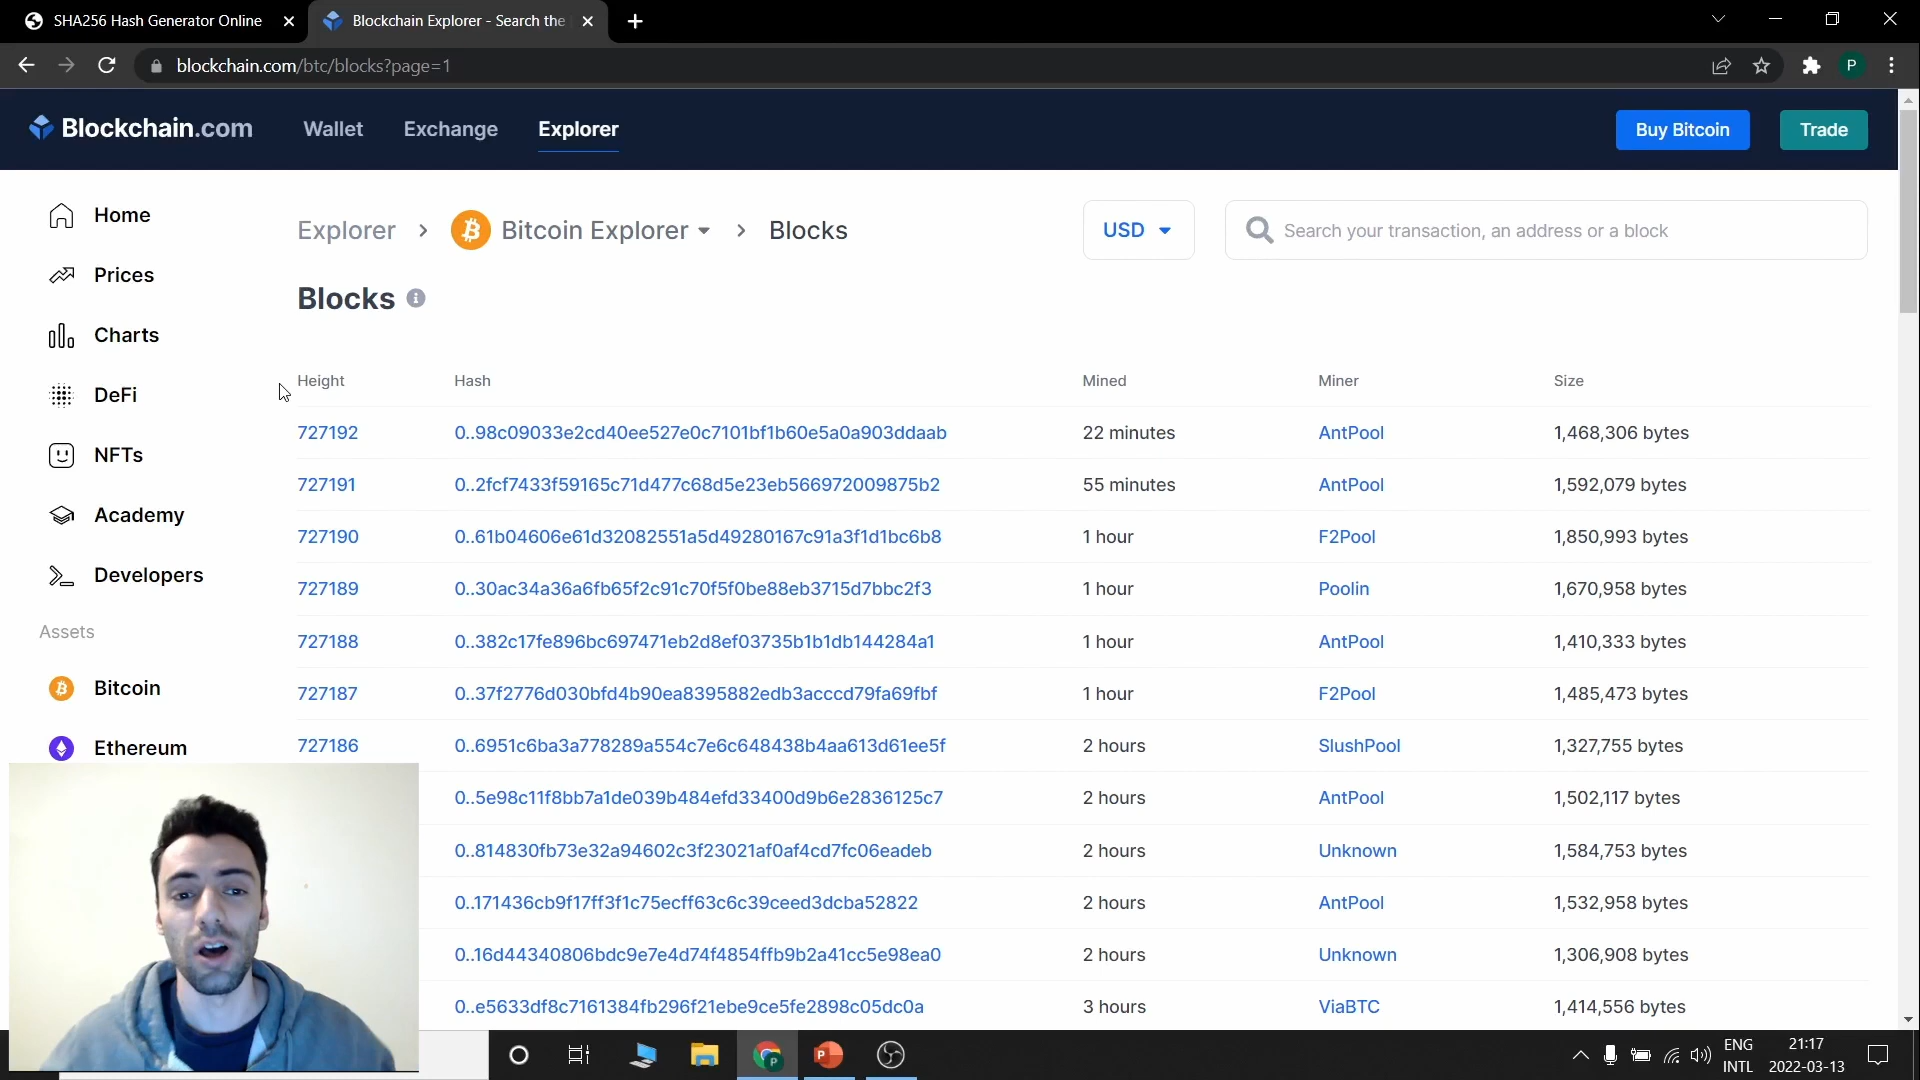 SHA256 Hash Generator Online
Blockchain Explorer - Search the
blockchain.com/btc/blocks?page=1
P
Blockchain.com
Wallet
Exchange
Explorer
Buy Bitcoin
Trade
Home
Prices
Charts
DeFi
NFTs
Academy
Developers
Assets
Bitcoin
Ethereum
Explorer > Bitcoin Explorer > Blocks
USD
Search your transaction, an address or a block
Blocks
Height Hash Mined Miner Size
727192 0..98c09033e2cd40ee527e0c7101bf1b60e5a0a903ddaab 22 minutes AntPool 1,468,306 bytes
727191 0..2fcf7433f59165c71d477c68d5e23eb566972009875b2 55 minutes AntPool 1,592,079 bytes
727190 0..61b04606e61d32082551a5d49280167c91a3f1d1bc6b8 1 hour F2Pool 1,850,993 bytes
727189 0..30ac34a36a6fb65f2c91c70f5f0be88eb3715d7bbc2f3 1 hour Poolin 1,670,958 bytes
727188 0..382c17fe896bc697471eb2d8ef03735b1b1db144284a1 1 hour AntPool 1,410,333 bytes
727187 0..37f2776d030bfd4b90ea8395882edb3acccd79fa69fbf 1 hour F2Pool 1,485,473 bytes
727186 0..6951c6ba3a778289a554c7e6c648438b4aa613d61ee5f 2 hours SlushPool 1,327,755 bytes
0..5e98c11f8bb7a1de039b484efd33400d9b6e2836125c7 2 hours AntPool 1,502,117 bytes
0..814830fb73e32a94602c3f23021af0af4cd7fc06eadeb 2 hours Unknown 1,584,753 bytes
0..171436cb9f17ff3f1c75ecff63c6c39ceed3dcba52822 2 hours AntPool 1,532,958 bytes
0..16d44340806bdc9e7e4d74f4854ffb9b2a41cc5e98ea0 2 hours Unknown 1,306,908 bytes
0..e5633df8c7161384fb296f21ebe9ce5fe2898c05dc0a 3 hours ViaBTC 1,414,556 bytes
ENG 21:17
INTL 2022-03-13